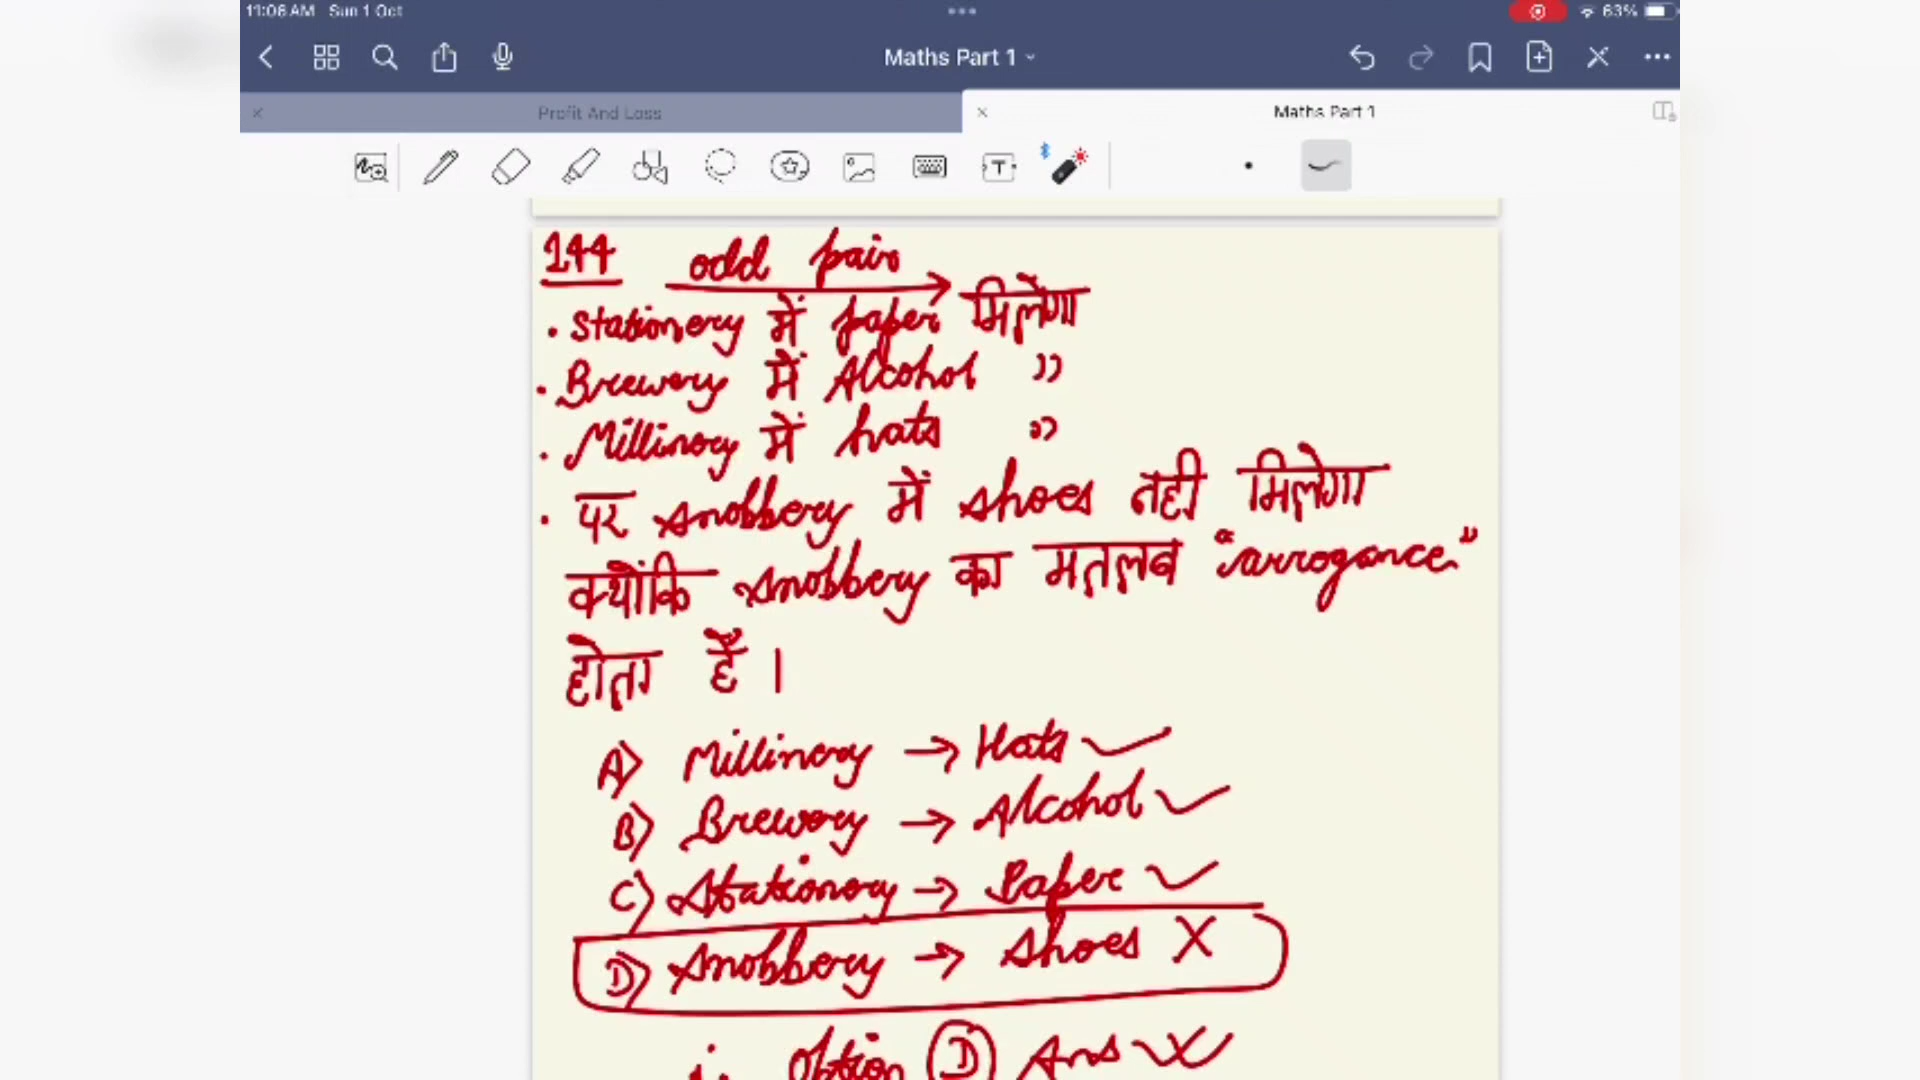 11:06 AM Sun 1 Oct
63%
Maths Part 1
Profit And Loss
Maths Part 1
144 odd pair
• Stationery में paper मिलेगा
• Brewery में Alcohol "
• Millinery में hats "
• पर snobbery में shoes नही मिलेगा
क्योंकि snobbery का मतलब "arrogance"
होता है।
A) Millinery → Hats ✓
B) Brewery → Alcohol ✓
C) Stationery → Paper ✓
D) Snobbery → Shoes X
option D Ans